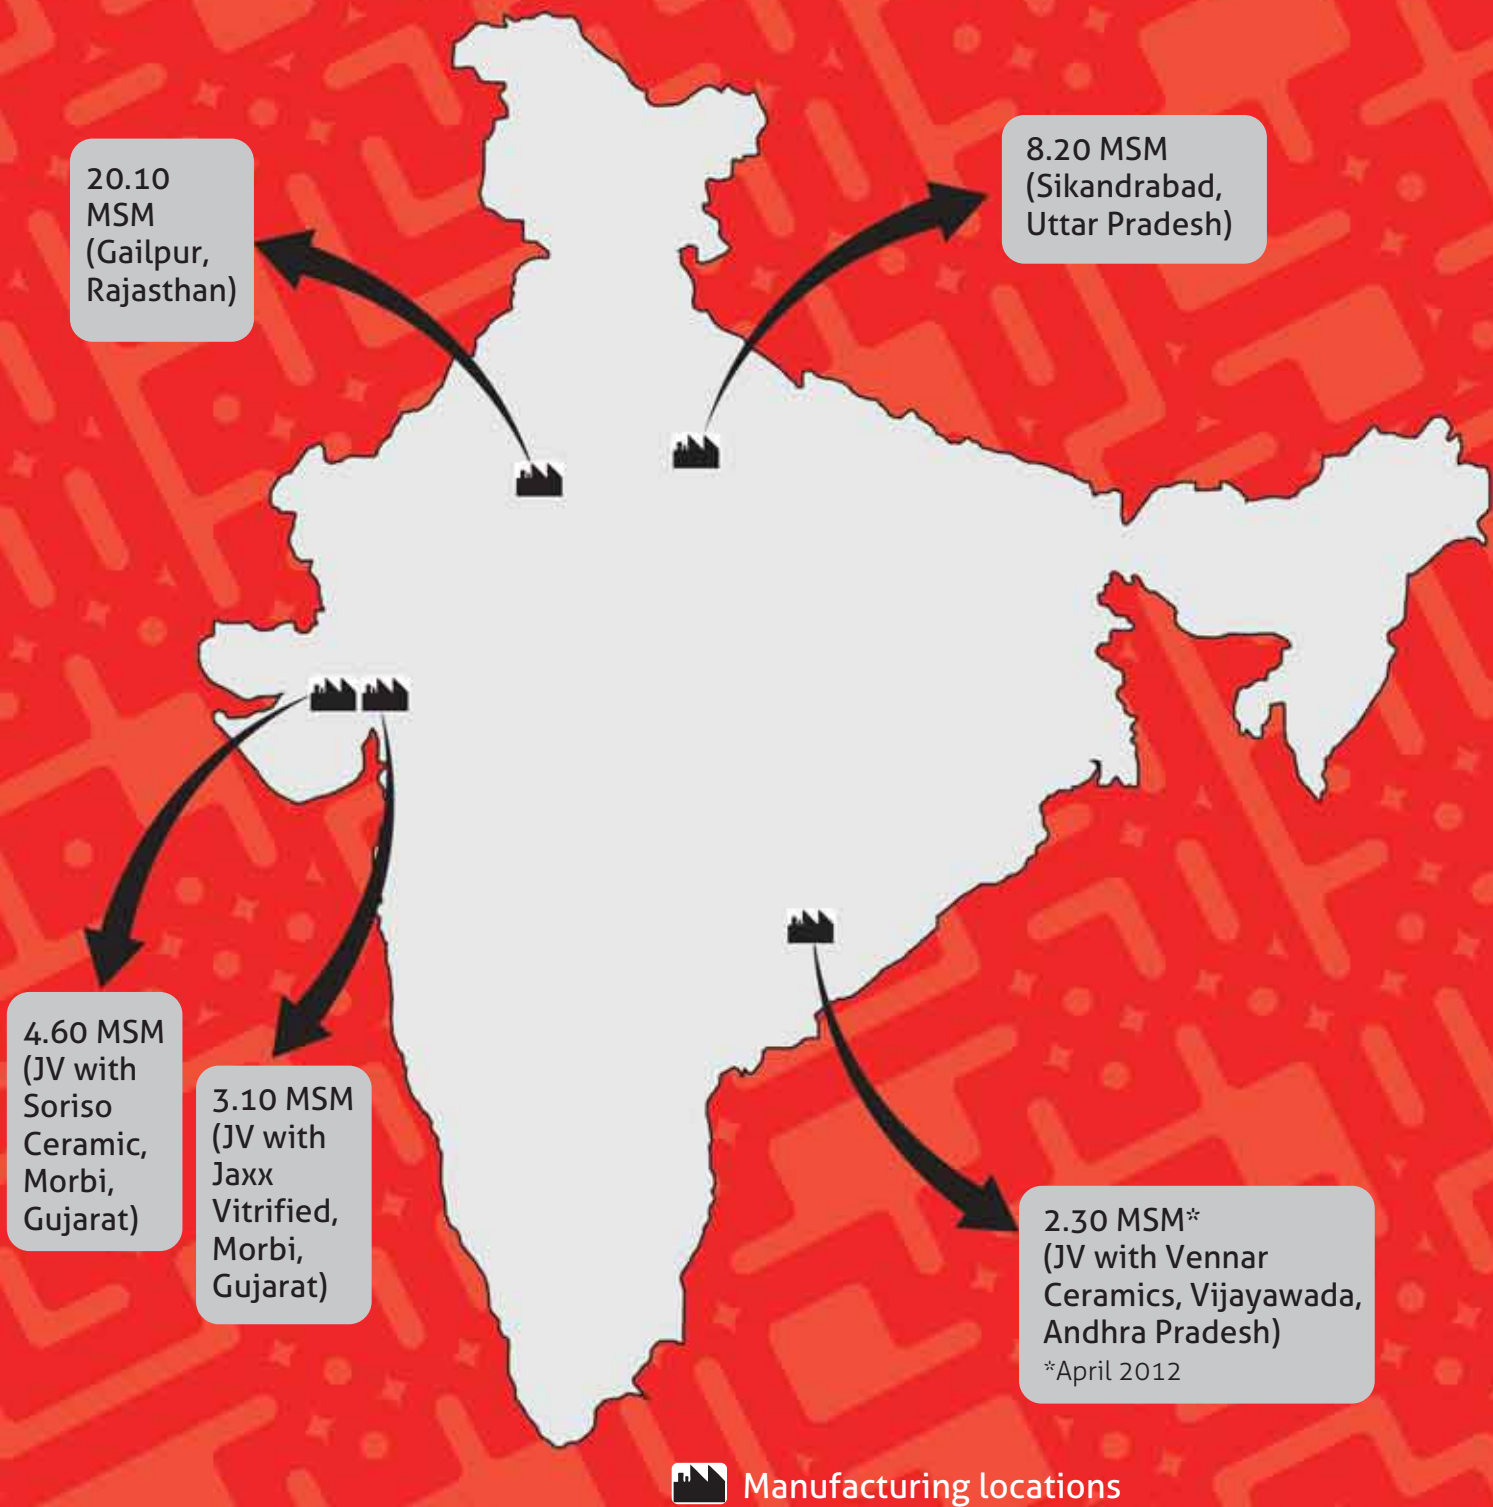 20.10
MSM
(Gailpur,
Rajasthan)
8.20 MSM
(Sikandrabad,
Uttar Pradesh)
4.60 MSM
(JV with
Soriso
Ceramic,
Morbi,
Gujarat)
3.10 MSM
(JV with
Jaxx
Vitrified,
Morbi,
Gujarat)
2.30 MSM*
(JV with Vennar
Ceramics, Vijayawada,
Andhra Pradesh)
*April 2012
Manufacturing locations